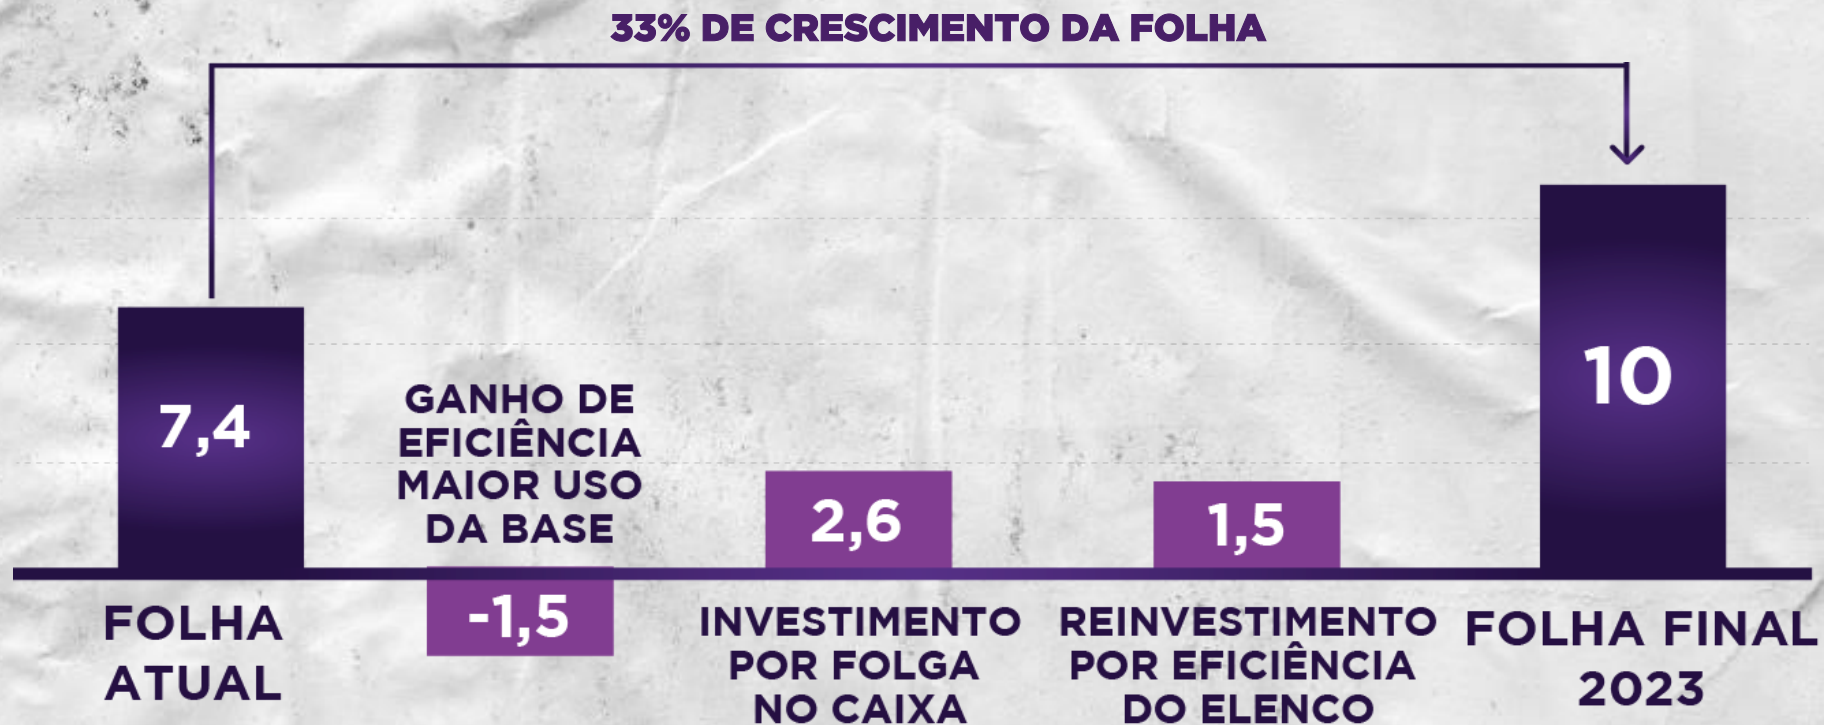 33% DE CRESCIMENTO DA FOLHA
7,4
FOLHA
ATUAL
GANHO DE
EFICIÊNCIA
MAIOR USO
DA BASE
-1,5
2,6
INVESTIMENTO
POR FOLGA
NO CAIXA
1,5
REINVESTIMENTO
POR EFICIÊNCIA
DO ELENCO
10
FOLHA FINAL
2023